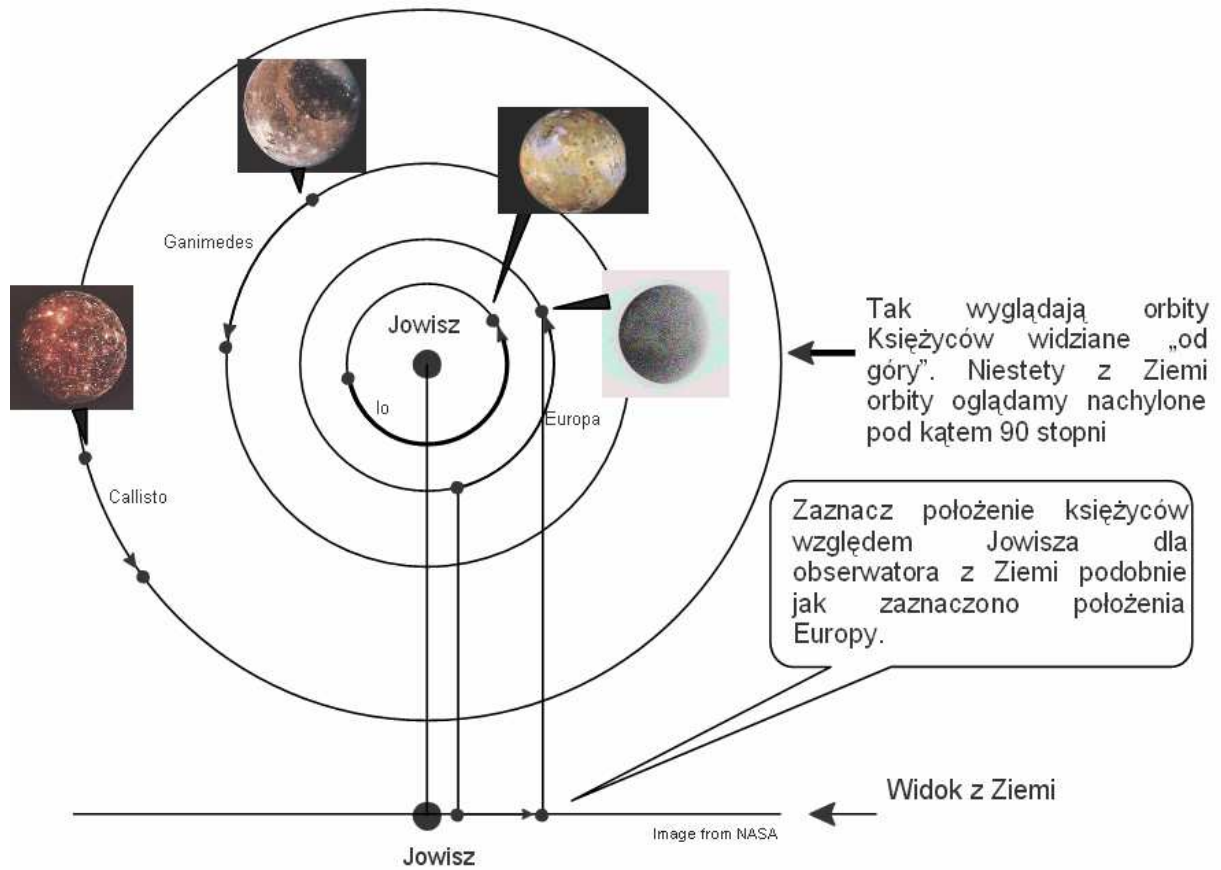 Ganimedes
Jowisz
Io
Europa
Callisto
Tak wyglądają orbity
Księżyców widziane „od
góry”. Niestety z Ziemi
orbity oglądamy nachylone
pod kątem 90 stopni
Zaznacz położenie księżyców
względem Jowisza dla
obserwatora z Ziemi podobnie
jak zaznaczono położenia
Europy.
Widok z Ziemi
Image from NASA
Jowisz